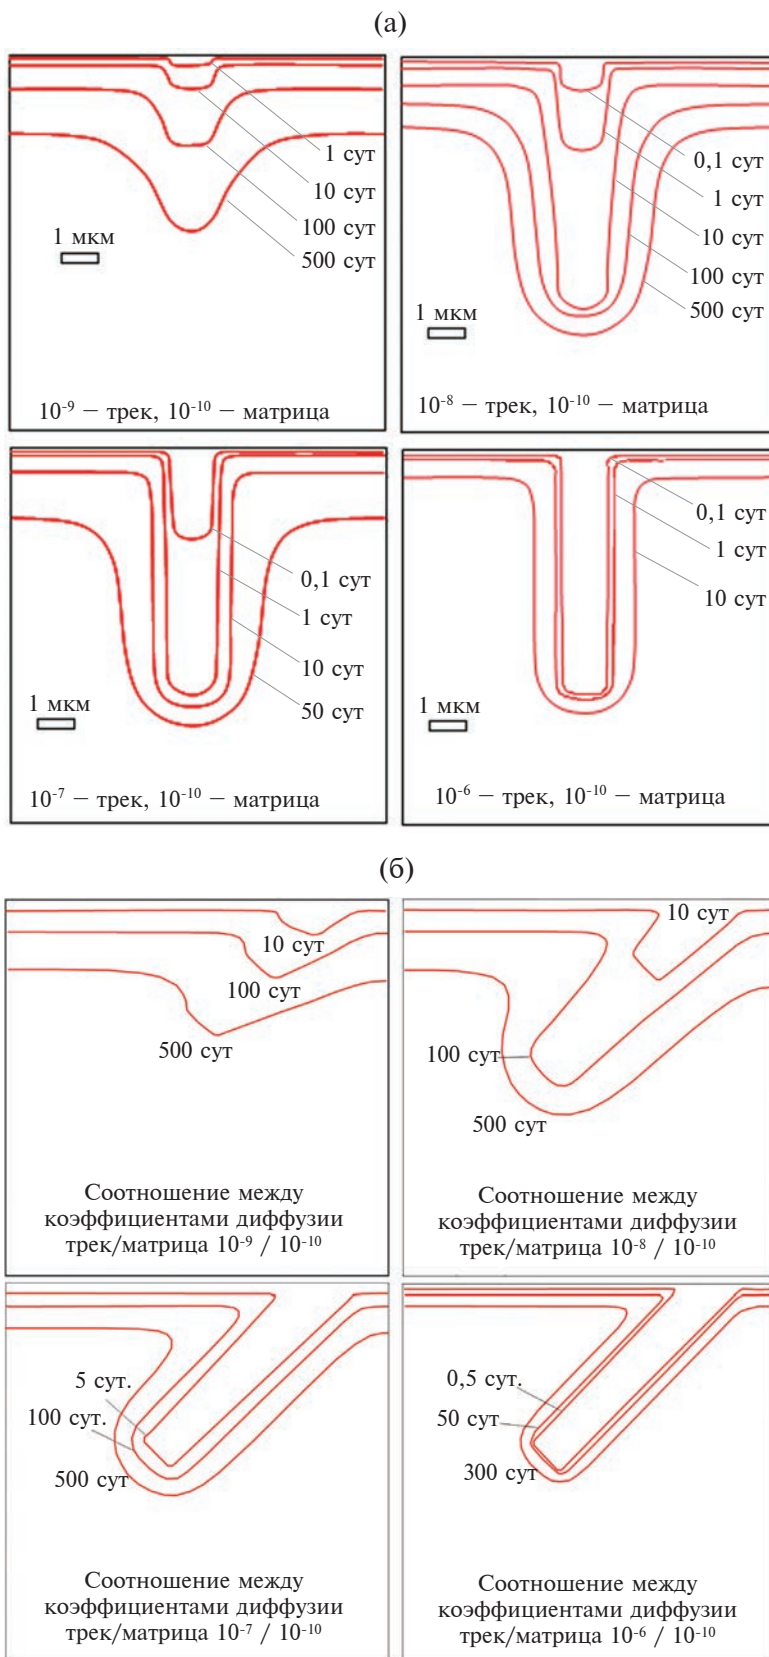 (а)
1 сут
10 сут
100 сут
500 сут
1 мкм
10⁻⁹ – трек, 10⁻¹⁰ – матрица
0,1 сут
1 сут
10 сут
100 сут
500 сут
1 мкм
10⁻⁸ – трек, 10⁻¹⁰ – матрица
0,1 сут
1 сут
10 сут
50 сут
1 мкм
10⁻⁷ – трек, 10⁻¹⁰ – матрица
0,1 сут
1 сут
10 сут
1 мкм
10⁻⁶ – трек, 10⁻¹⁰ – матрица
(б)
10 сут
100 сут
500 сут
Соотношение между
коэффициентами диффузии
трек/матрица 10⁻⁹ / 10⁻¹⁰
10 сут
100 сут
500 сут
Соотношение между
коэффициентами диффузии
трек/матрица 10⁻⁸ / 10⁻¹⁰
5 сут.
100 сут.
500 сут
Соотношение между
коэффициентами диффузии
трек/матрица 10⁻⁷ / 10⁻¹⁰
0,5 сут.
50 сут
300 сут
Соотношение между
коэффициентами диффузии
трек/матрица 10⁻⁶ / 10⁻¹⁰